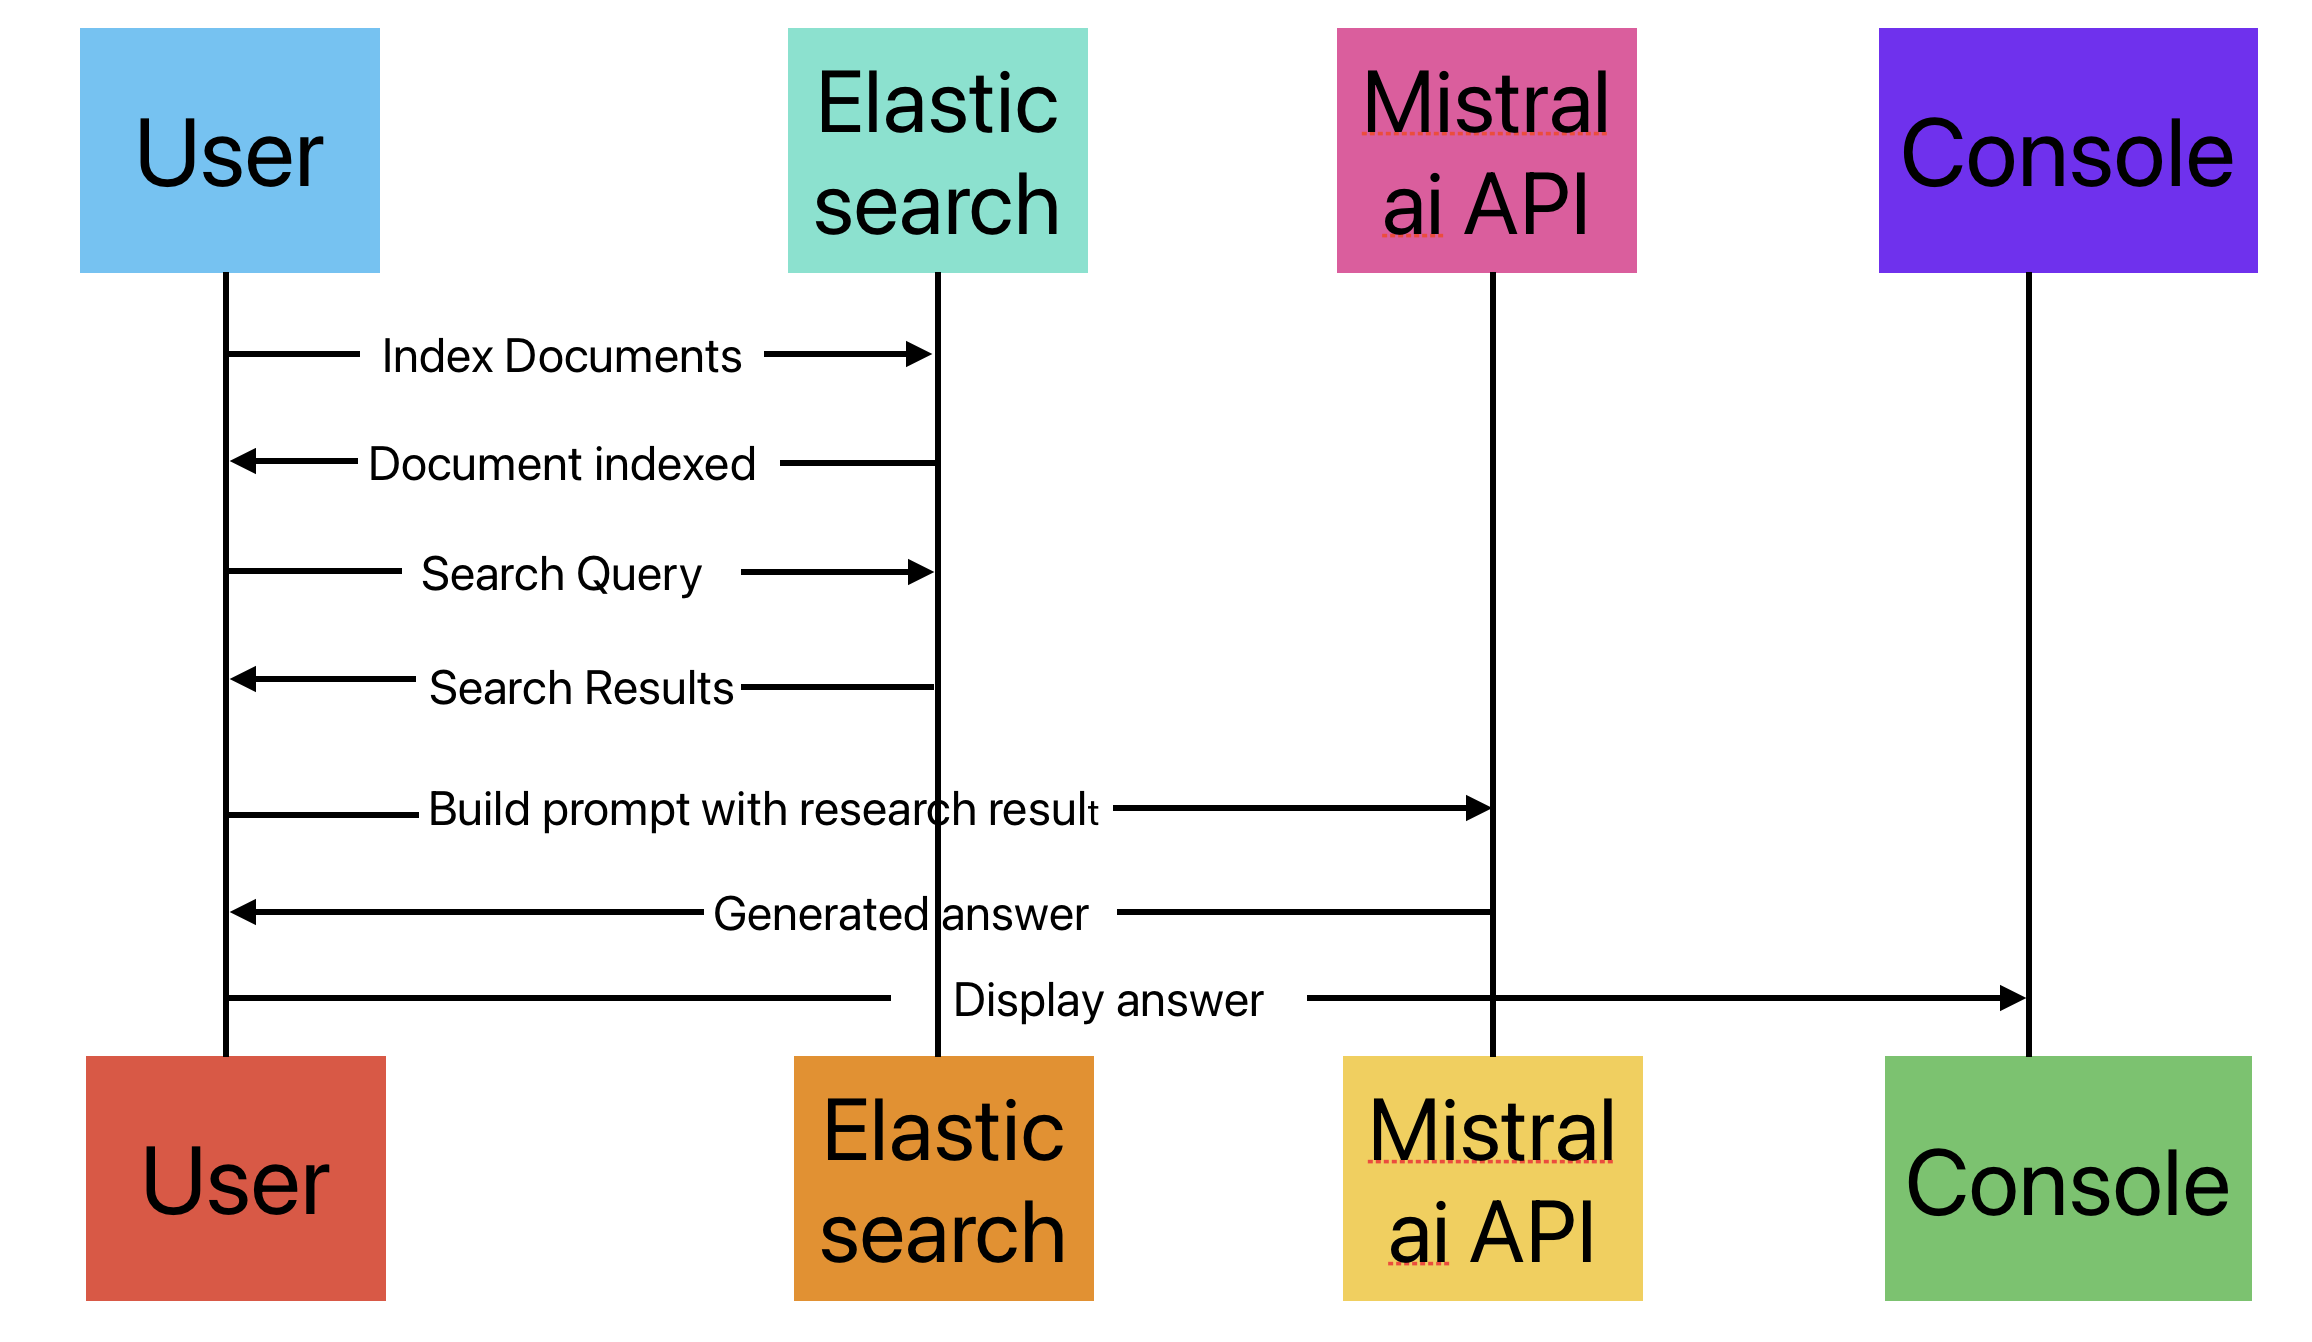 User
Elastic
search
Mistral
ai API
Console
Index Documents
Document indexed
Search Query
Search Results
Build prompt with research result
Generated answer
Display answer
User
Elastic
search
Mistral
ai API
Console